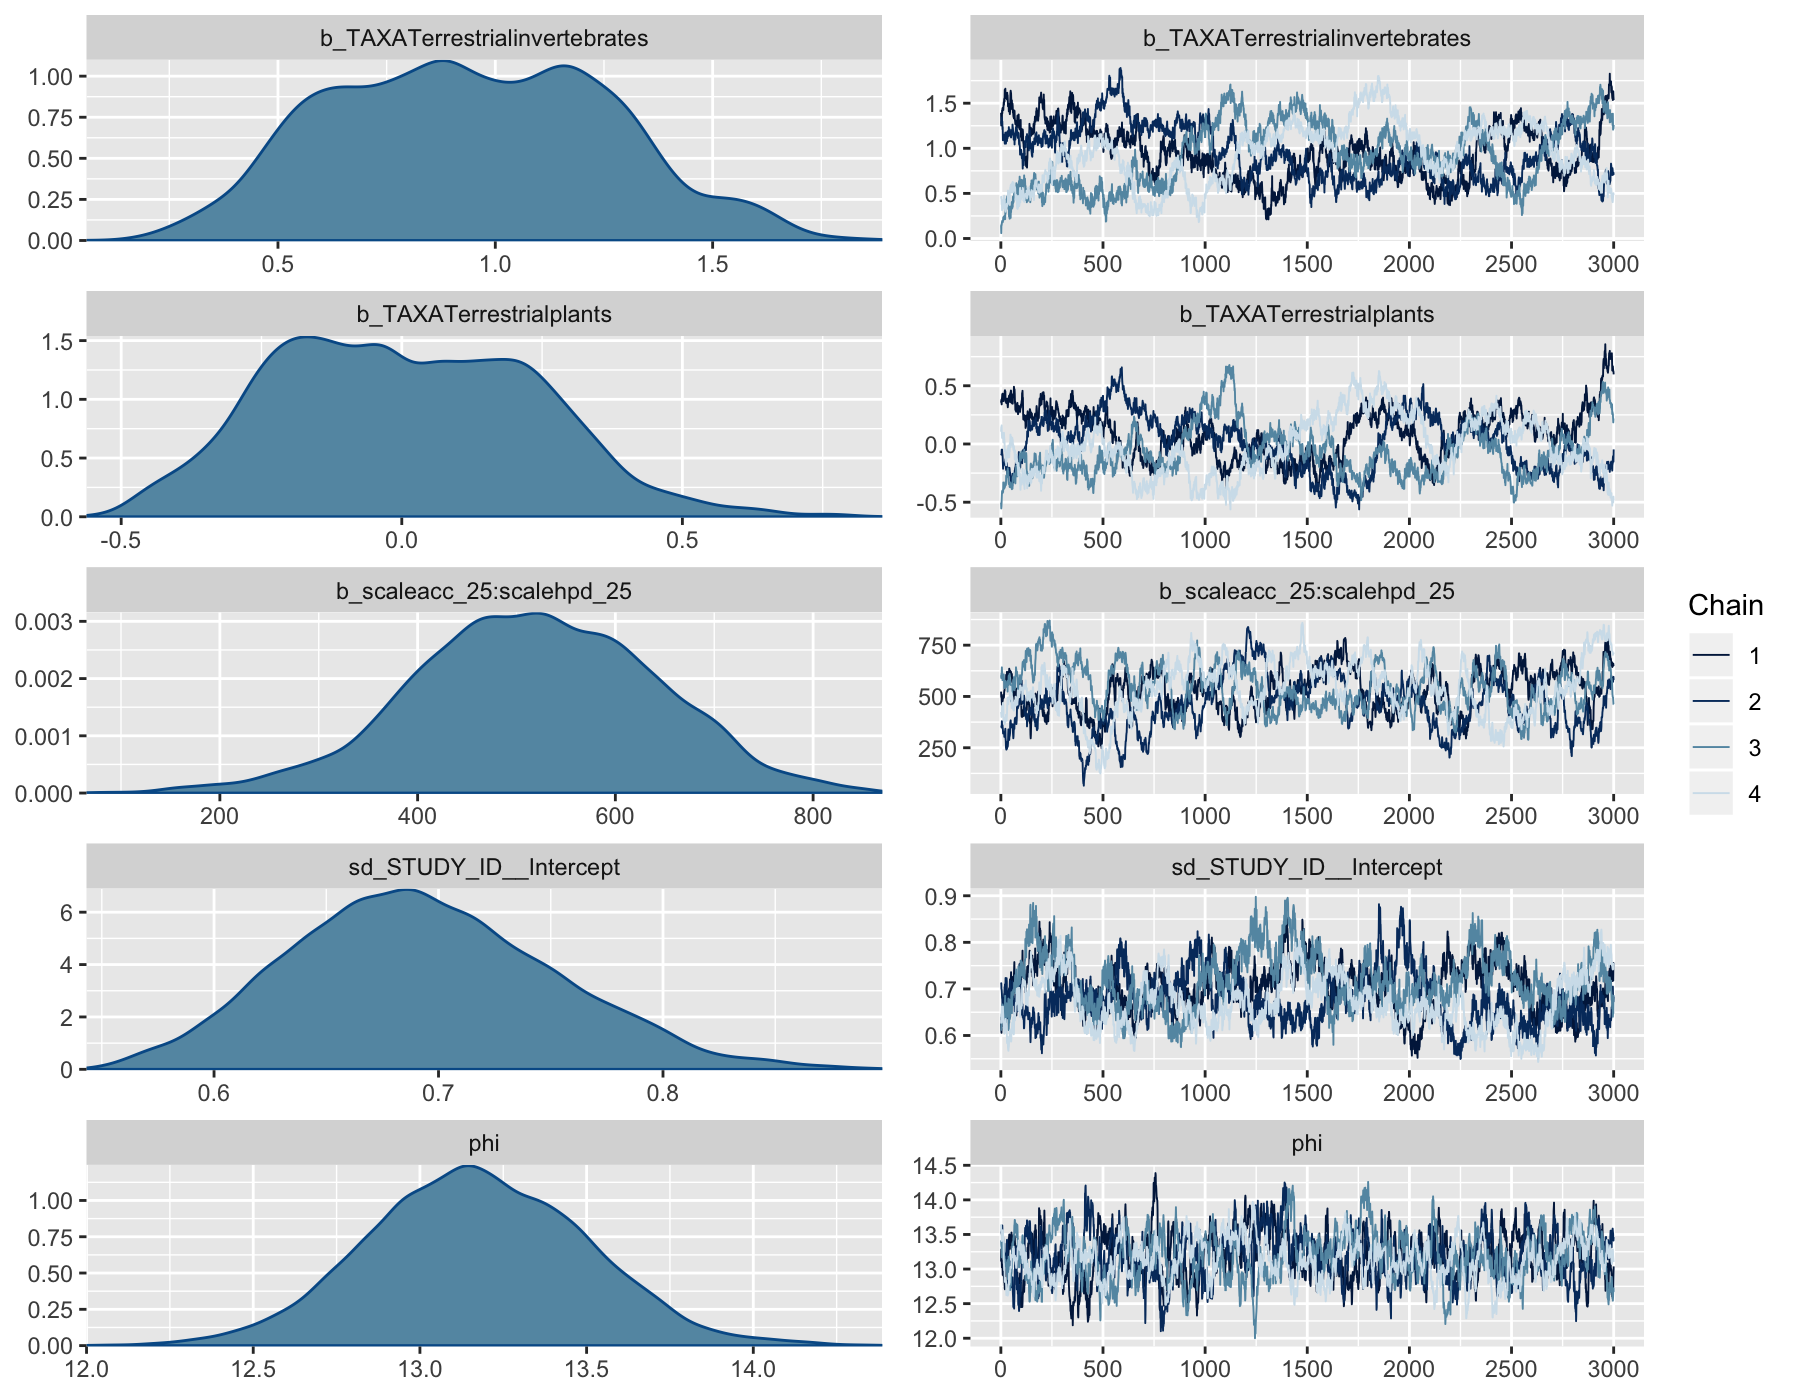 b_TAXATerrestrialinvertebrates
1.00
0.75
0.50
0.25
0.00
0.5 1.0 1.5
b_TAXATerrestrialinvertebrates
1.5
1.0
0.5
0.0
0 500 1000 1500 2000 2500 3000
b_TAXATerrestrialplants
1.5
1.0
0.5
0.0
-0.5 0.0 0.5
b_TAXATerrestrialplants
0.5
0.0
-0.5
0 500 1000 1500 2000 2500 3000
b_scaleacc_25:scalehpd_25
0.003
0.002
0.001
0.000
200 400 600 800
b_scaleacc_25:scalehpd_25
750
500
250
0 500 1000 1500 2000 2500 3000
sd_STUDY_ID__Intercept
6
4
2
0
0.6 0.7 0.8
sd_STUDY_ID__Intercept
0.9
0.8
0.7
0.6
0 500 1000 1500 2000 2500 3000
phi
1.00
0.75
0.50
0.25
0.00
12.0 12.5 13.0 13.5 14.0
phi
14.5
14.0
13.5
13.0
12.5
12.0
0 500 1000 1500 2000 2500 3000
Chain
1
2
3
4